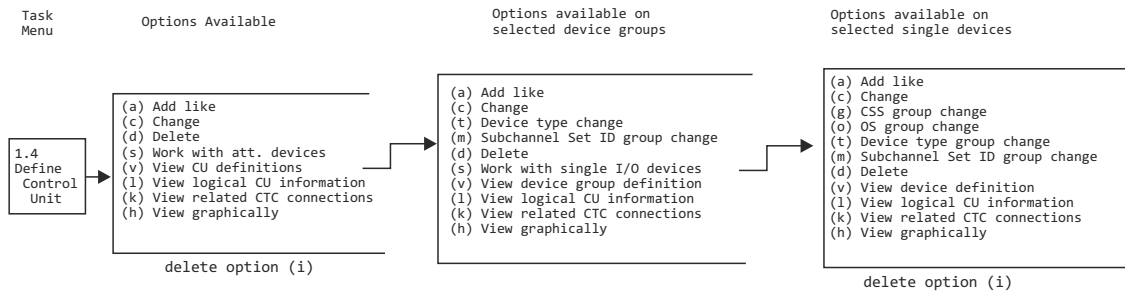 Task
Menu
Options Available
Options available on
selected device groups
Options available on
selected single devices
1.4
Define
Control
Unit
(a) Add like
(c) Change
(d) Delete
(s) Work with att. devices
(v) View CU definitions
(l) View logical CU information
(k) View related CTC connections
(h) View graphically
delete option (i)
(a) Add like
(c) Change
(t) Device type change
(m) Subchannel Set ID group change
(d) Delete
(s) Work with single I/O devices
(v) View device group definition
(l) View logical CU information
(k) View related CTC connections
(h) View graphically
(a) Add like
(c) Change
(g) CSS group change
(o) OS group change
(t) Device type group change
(m) Subchannel Set ID group change
(d) Delete
(v) View device definition
(l) View logical CU information
(k) View related CTC connections
(h) View graphically
delete option (i)